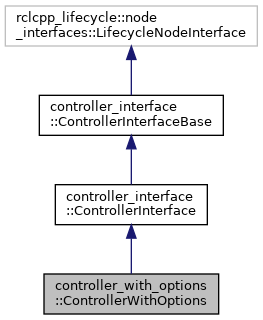 rclcpp_lifecycle::node
_interfaces::LifecycleNodeInterface
controller_interface
::ControllerInterfaceBase
controller_interface
::ControllerInterface
controller_with_options
::ControllerWithOptions